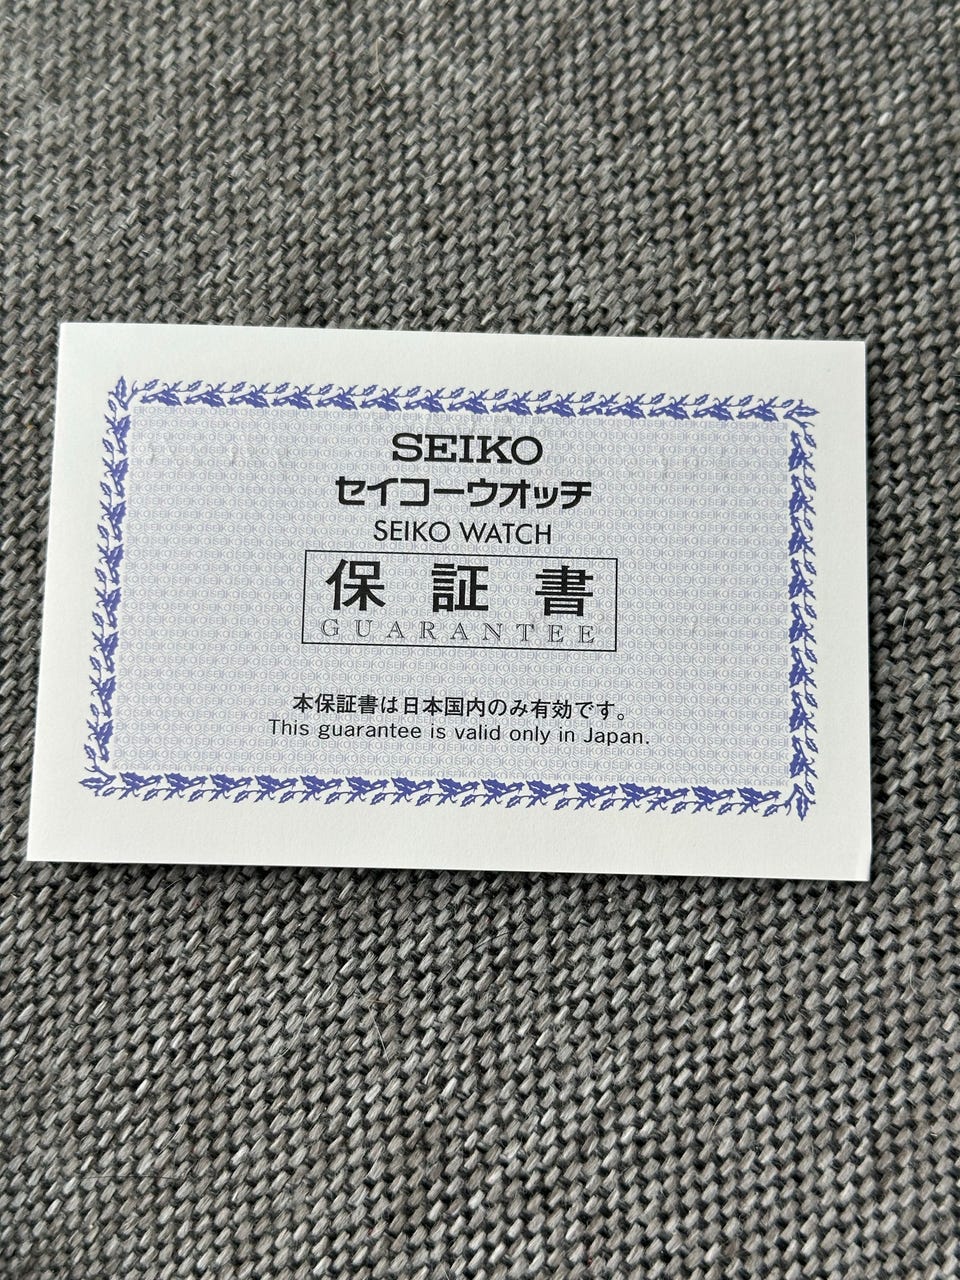 SEIKO
セイコーウオッチ
SEIKO WATCH
保証書
GUARANTEE
本保証書は日本国内のみ有効です。
This guarantee is valid only in Japan.